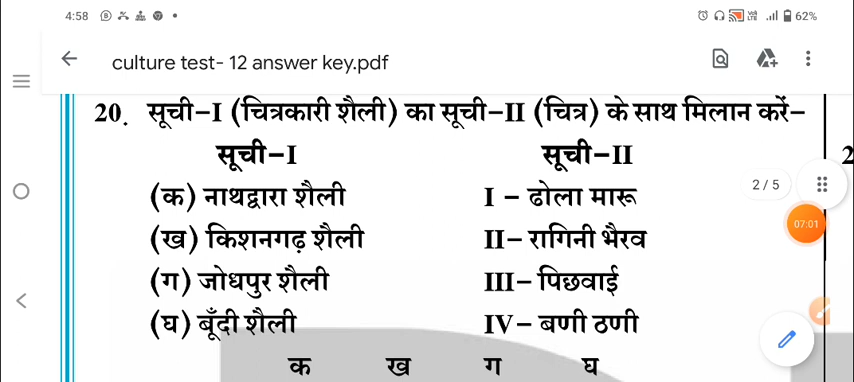 4:58 62%
culture test- 12 answer key.pdf
20. सूची-I (चित्रकारी शैली) का सूची-II (चित्र) के साथ मिलान करें-
सूची-I सूची-II
2
2 / 5
(क) नाथद्वारा शैली I - ढोला मारू
07:01
(ख) किशनगढ़ शैली II- रागिनी भैरव
(ग) जोधपुर शैली III- पिछवाई
(घ) बूँदी शैली IV- बणी ठणी
क ख ग घ